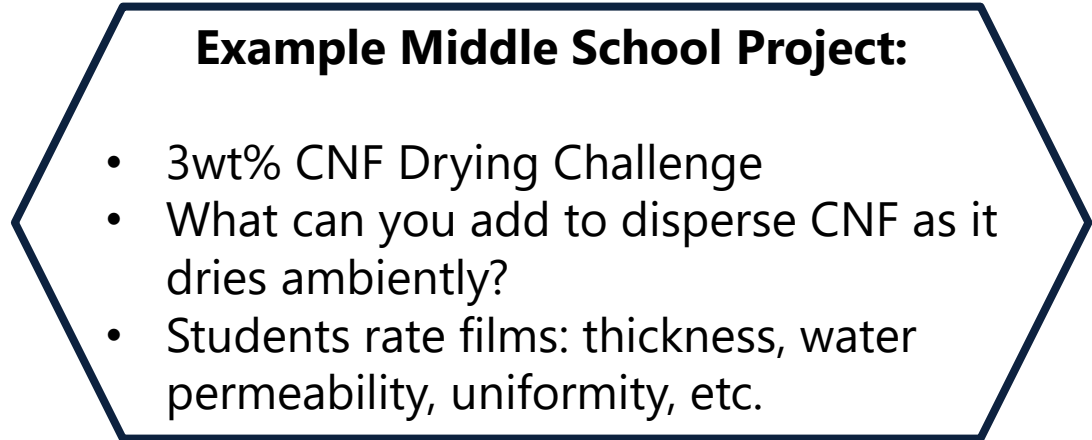 Example Middle School Project:
• 3wt% CNF Drying Challenge
• What can you add to disperse CNF as it
dries ambiently?
• Students rate films: thickness, water
permeability, uniformity, etc.